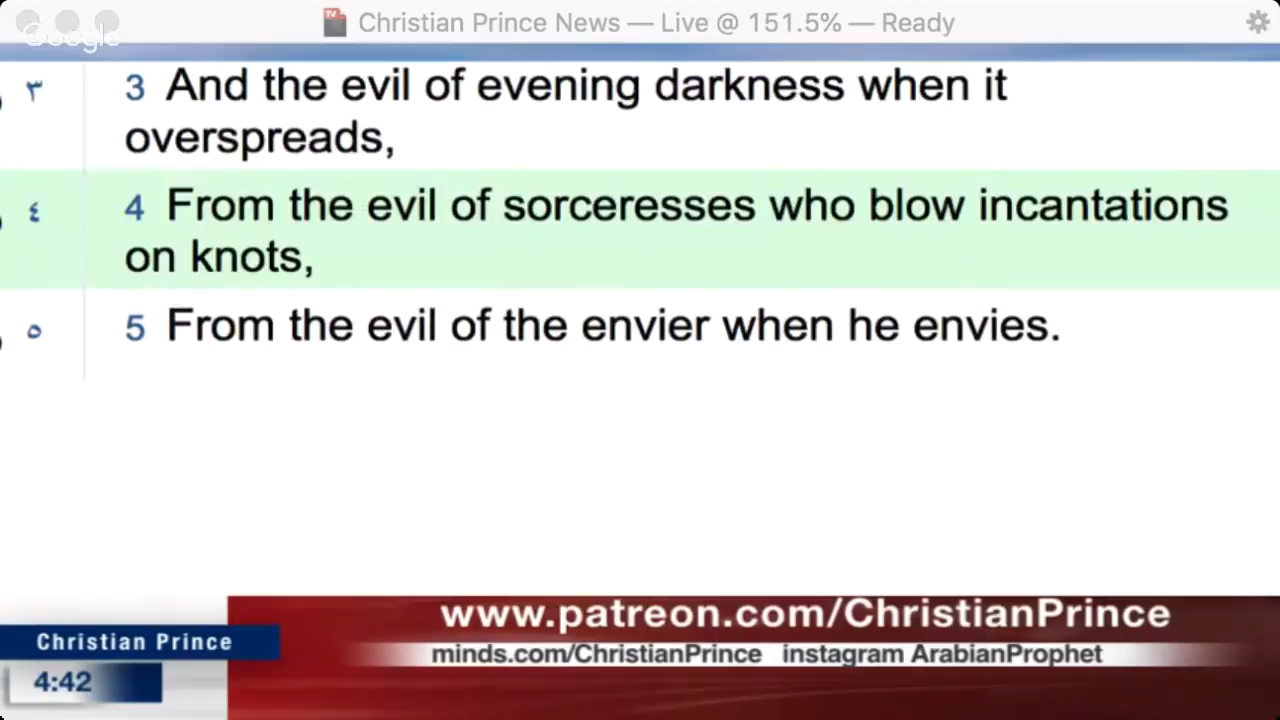 Christian Prince News — Live @ 151.5% — Ready
Google
٣ 3 And the evil of evening darkness when it
overspreads,
٤ 4 From the evil of sorceresses who blow incantations
on knots,
٥ 5 From the evil of the envier when he envies.
www.patreon.com/ChristianPrince
Christian Prince
minds.com/ChristianPrince instagram ArabianProphet
4:42